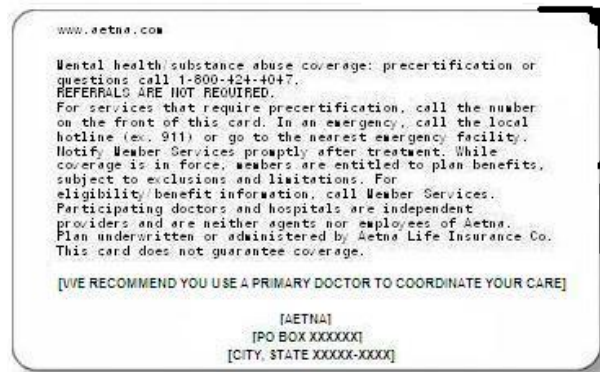 www.aetna.com
Mental health/substance abuse coverage: precertification or
questions call 1-800-424-4047.
REFERRALS ARE NOT REQUIRED.
For services that require precertification, call the number
on the front of this card. In an emergency, call the local
hotline (ex. 911) or go to the nearest emergency facility.
Notify Member Services promptly after treatment. While
coverage is in force, members are entitled to plan benefits,
subject to exclusions and limitations. For
eligibility/benefit information, call Member Services.
Participating doctors and hospitals are independent
providers and are neither agents nor employees of Aetna.
Plan underwritten or administered by Aetna Life Insurance Co.
This card does not guarantee coverage.
[WE RECOMMEND YOU USE A PRIMARY DOCTOR TO COORDINATE YOUR CARE]
[AETNA]
[PO BOX XXXXXX]
[CITY, STATE XXXXX-XXXX]